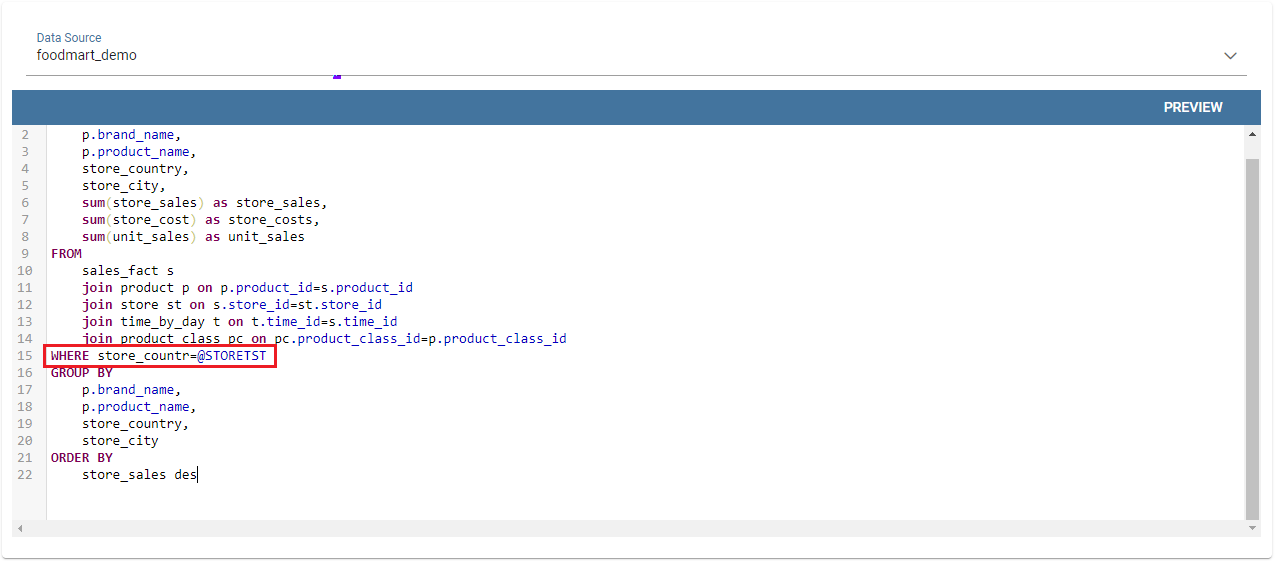 Data Source
foodmart_demo
PREVIEW
2 p.brand_name,
3 p.product_name,
4 store_country,
5 store_city,
6 sum(store_sales) as store_sales,
7 sum(store_cost) as store_costs,
8 sum(unit_sales) as unit_sales
9 FROM
10 sales_fact s
11 join product p on p.product_id=s.product_id
12 join store st on s.store_id=st.store_id
13 join time_by_day t on t.time_id=s.time_id
14 join product_class pc on pc.product_class_id=p.product_class_id
15 WHERE store_countr=@STORETST
16 GROUP BY
17 p.brand_name,
18 p.product_name,
19 store_country,
20 store_city
21 ORDER BY
22 store_sales des